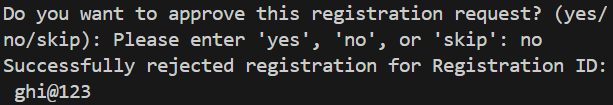 Do you want to approve this registration request? (yes/
no/skip): Please enter 'yes', 'no', or 'skip': no
Successfully rejected registration for Registration ID:
 ghi@123